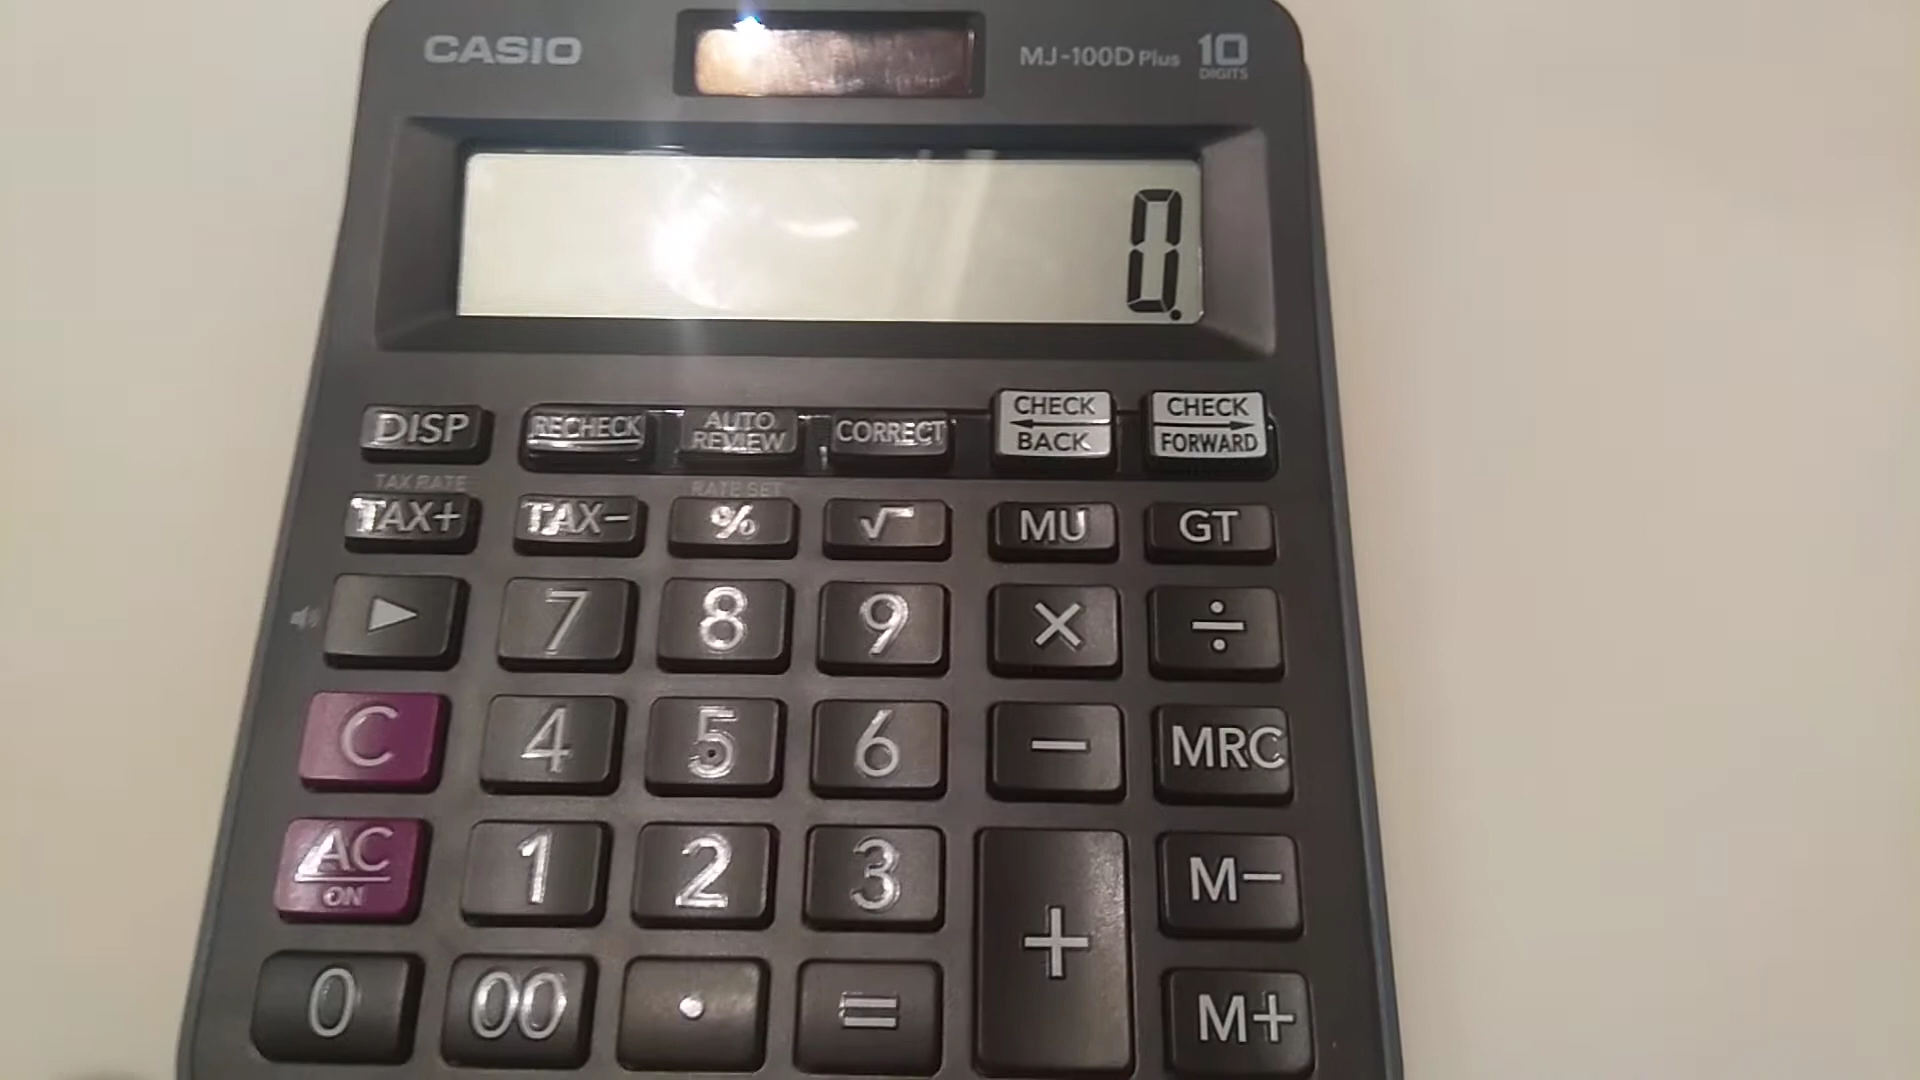 CASIO MJ-100D Plus 10
DIGITS
0.
DISP RECHECK AUTO REVIEW CORRECT CHECK BACK CHECK FORWARD
TAX RATE RATE SET
TAX+ TAX− % √ MU GT
▶ 7 8 9 × ÷
C 4 5 6 − MRC
AC 1 2 3 M−
ON
+
0 00 . = M+